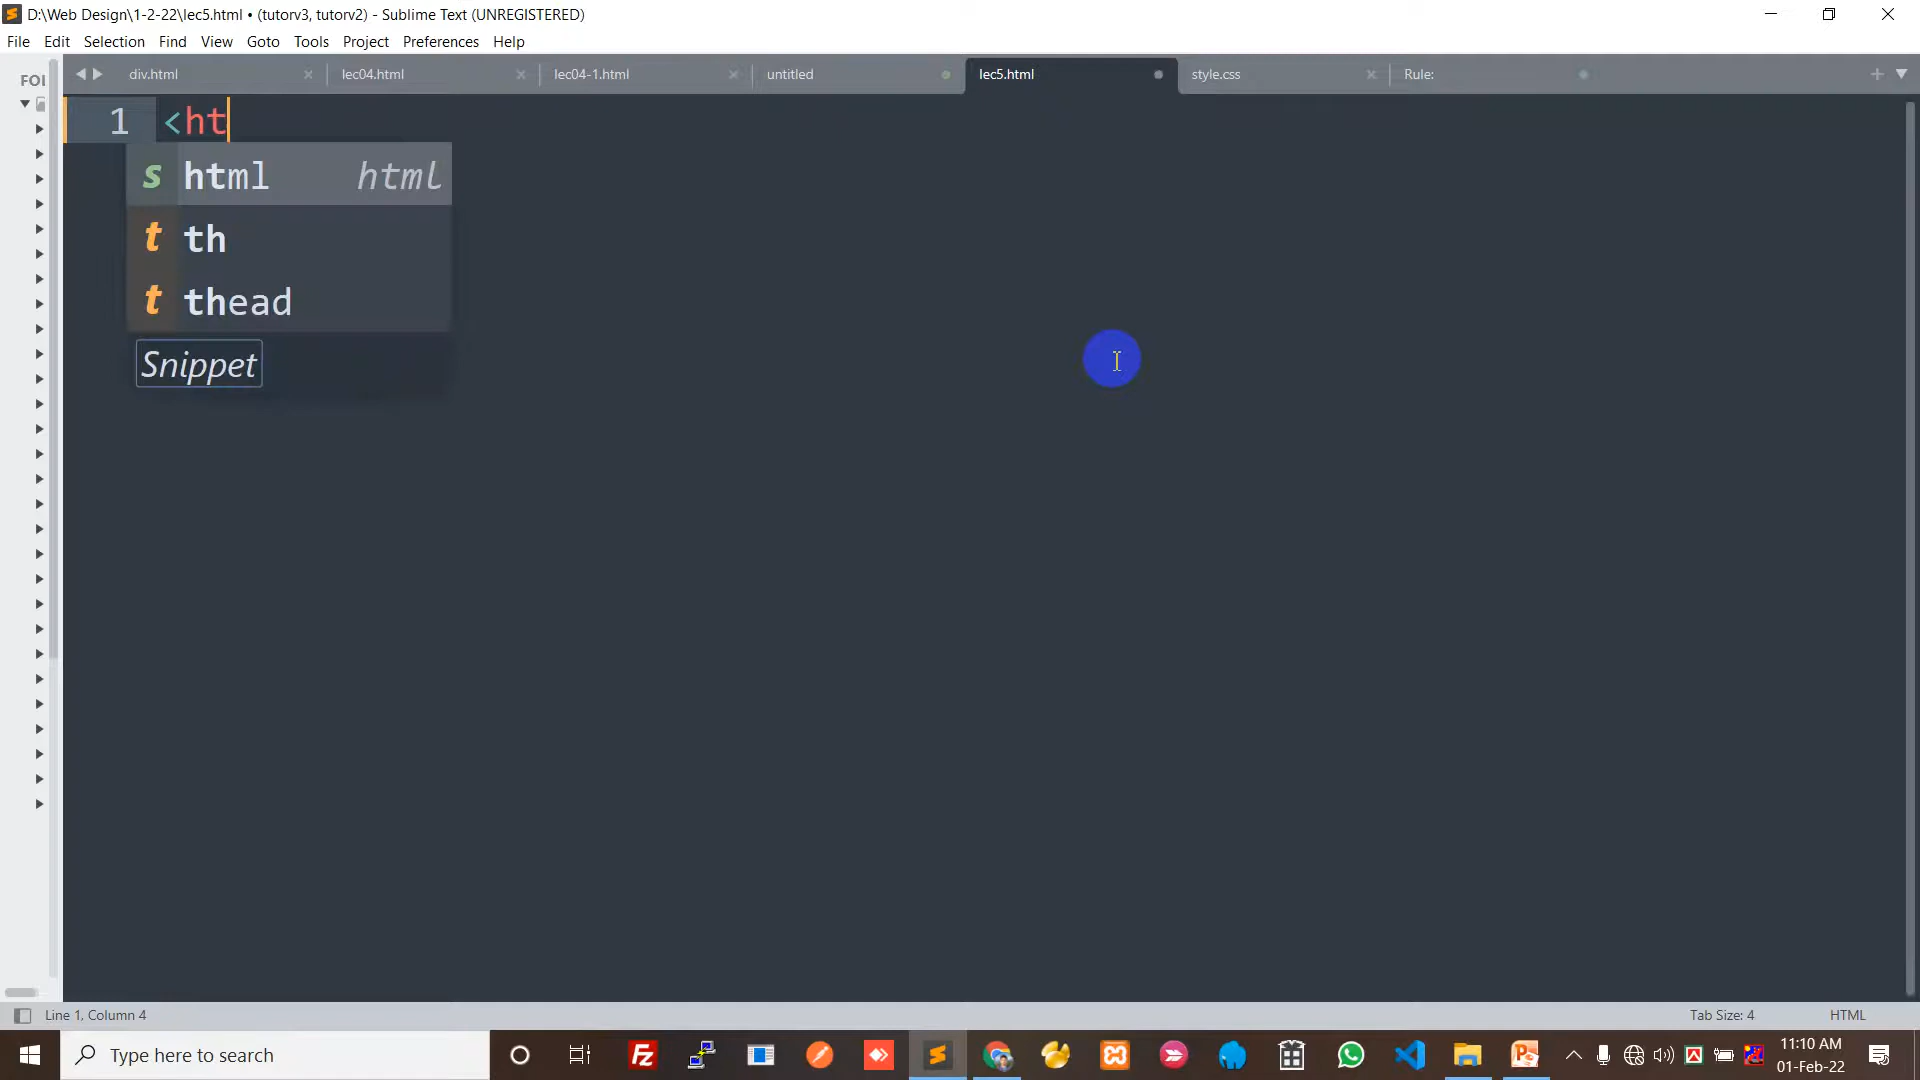 D:\Web Design\1-2-22\lec5.html • (tutorv3, tutorv2) - Sublime Text (UNREGISTERED)
File Edit Selection Find View Goto Tools Project Preferences Help
FOI
div.html lec04.html lec04-1.html untitled lec5.html style.css Rule:
1 <ht
s html html
t th
t thead
Snippet
Line 1, Column 4 Tab Size: 4 HTML
Type here to search
11:10 AM
01-Feb-22